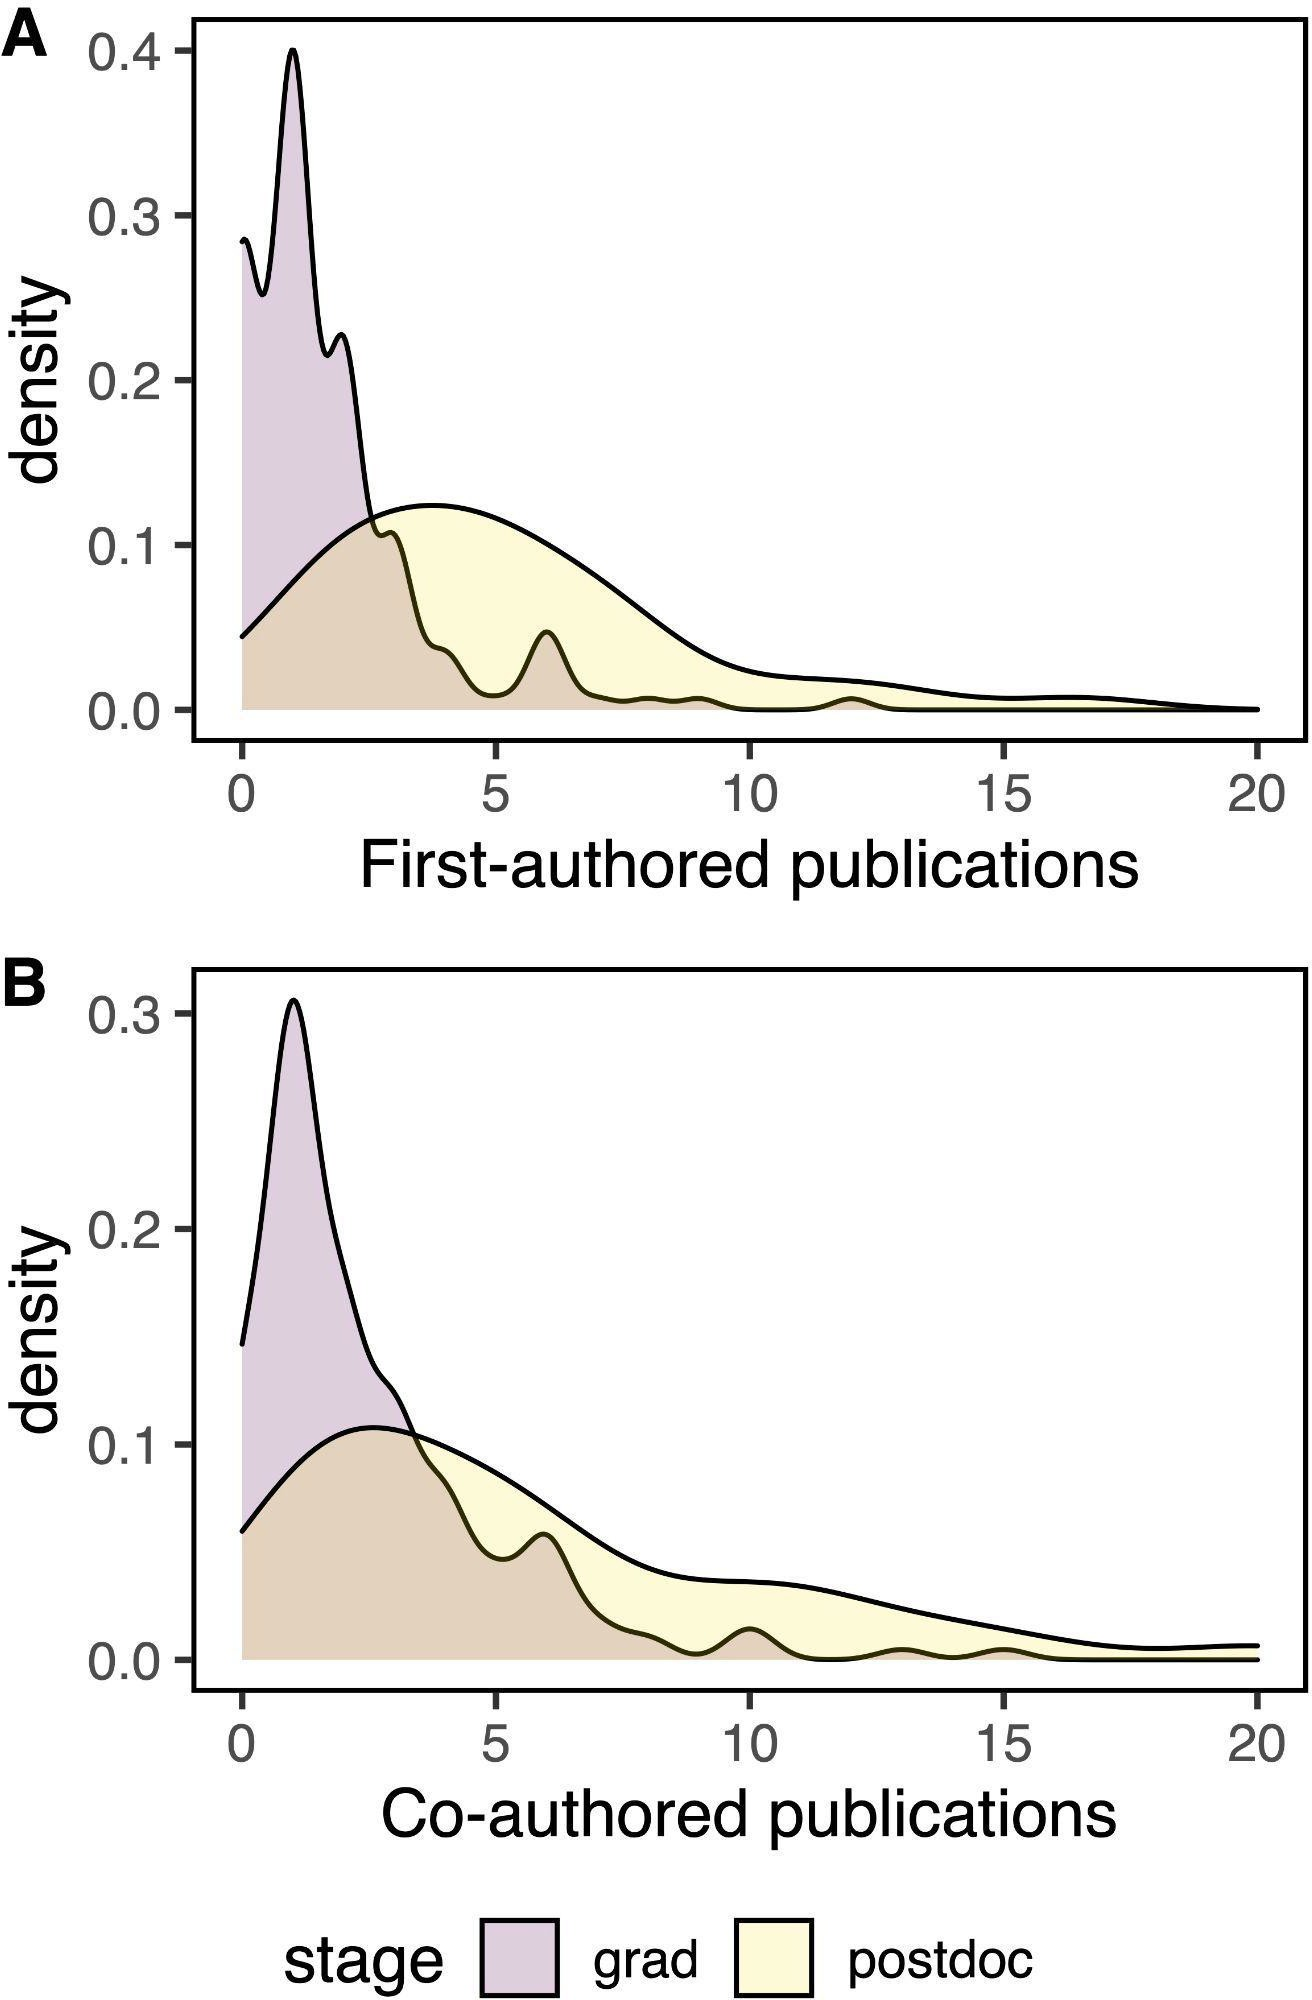 A
0.4
0.3
0.2
0.1
0.0
density
0 5 10 15 20
First-authored publications
B
0.3
0.2
0.1
0.0
density
0 5 10 15 20
Co-authored publications
stage grad postdoc